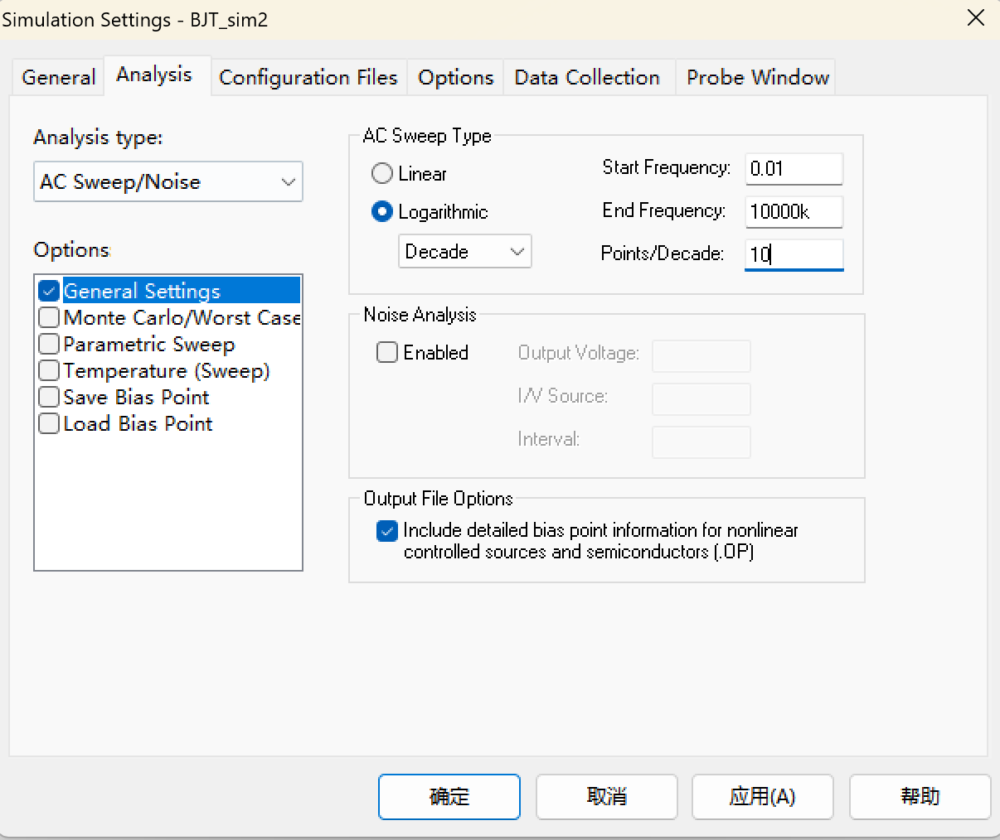 Simulation Settings - BJT_sim2
General
Analysis
Configuration Files
Options
Data Collection
Probe Window
Analysis type:
AC Sweep/Noise
Options
General Settings
Monte Carlo/Worst Case
Parametric Sweep
Temperature (Sweep)
Save Bias Point
Load Bias Point
AC Sweep Type
Linear
Logarithmic
Decade
Start Frequency:
0.01
End Frequency:
10000k
Points/Decade:
10
Noise Analysis
Enabled
Output Voltage:
I/V Source:
Interval:
Output File Options
Include detailed bias point information for nonlinear
controlled sources and semiconductors (.OP)
确定
取消
应用(A)
帮助